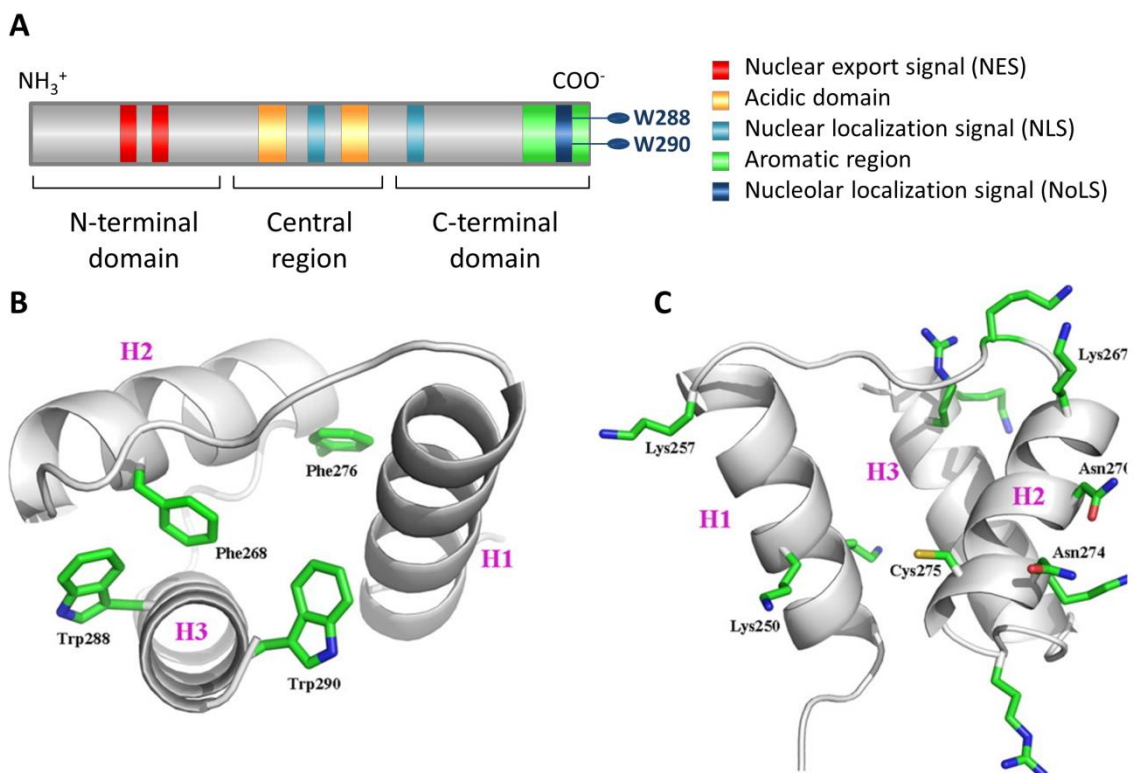 A
NH₃⁺
COO⁻
W288
W290
N-terminal
domain
Central
region
C-terminal
domain
Nuclear export signal (NES)
Acidic domain
Nuclear localization signal (NLS)
Aromatic region
Nucleolar localization signal (NoLS)
B
H2
Phe276
Phe268
H1
Trp288
H3
Trp290
C
Lys267
Lys257
H3
Asn270
H1
H2
Cys275
Asn274
Lys250